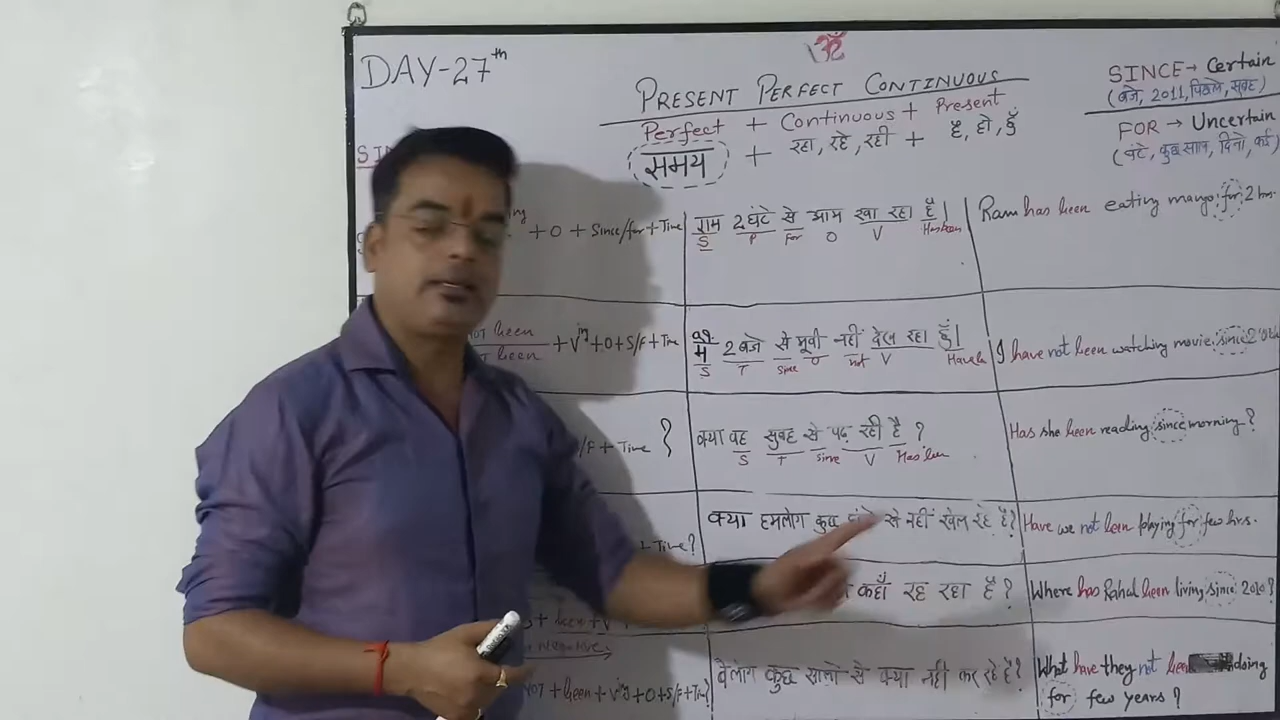 ॐ
DAY-27th
PRESENT PERFECT CONTINUOUS
Perfect + Continuous + Present
समय + रहा, रहे, रही + है, हो, हूँ
SINCE → Certain
(बजे, 2011, पिछले, सुबह)
FOR → Uncertain
(घंटे, कुछ साल, दिनो, कई)
SIN
ing + O + Since/for + Time
राम 2 घंटे से आम खा रहा है।
S P For O V Has been
Ram has been eating mango for 2 hrs.
not been + Ving + O + S/F + Time
मैं 2 बजे से मूवी नहीं देख रहा हूँ।
S T Since O not V
I have not been watching movie since 2
/F + Time ?
क्या वह सुबह से पढ़ रही है ?
S T Since V Has been
Has she been reading since morning?
+ Time?
क्या हमलोग कुछ से नहीं खेल रहे है?
Have we not been playing for few hrs.
कहाँ रह रहा है ?
Where has Rahul been living since 2010?
+ been + V
Negative
NOT + been + Ving + O + S/F + Time?
वेलोग कुछ सालो से क्या नही कर रहे है?
What have they not been doing
for few years ?